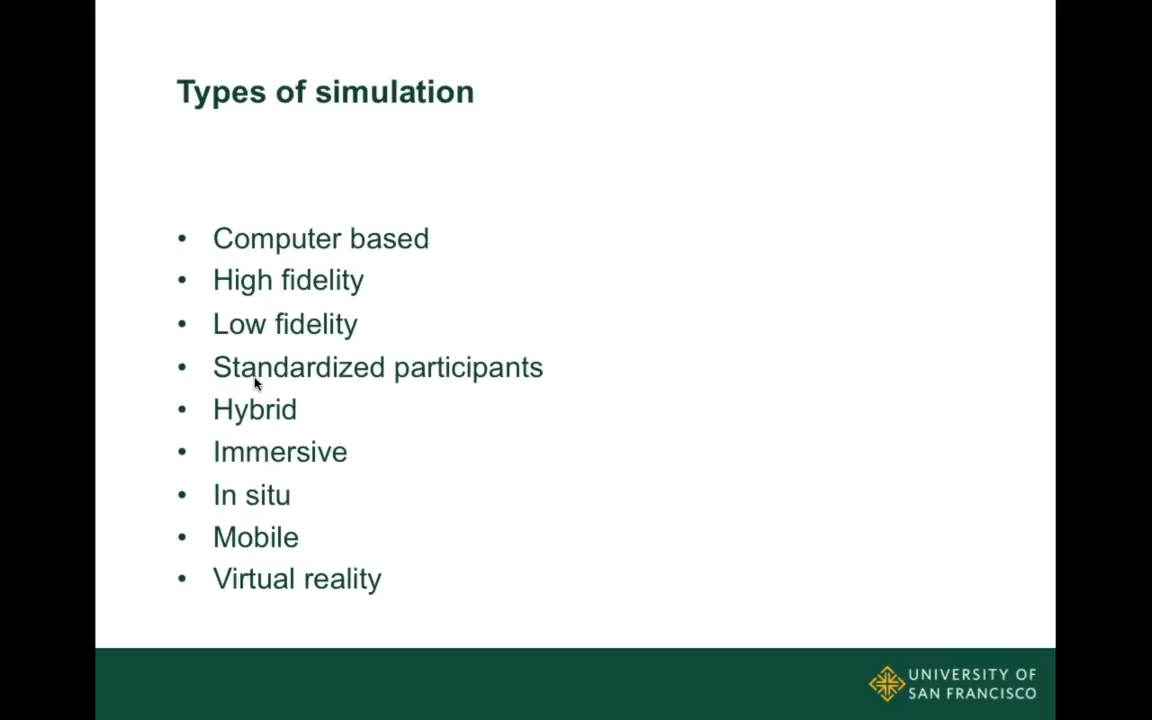 Types of simulation
• Computer based
• High fidelity
• Low fidelity
• Standardized participants
• Hybrid
• Immersive
• In situ
• Mobile
• Virtual reality
UNIVERSITY OF
SAN FRANCISCO